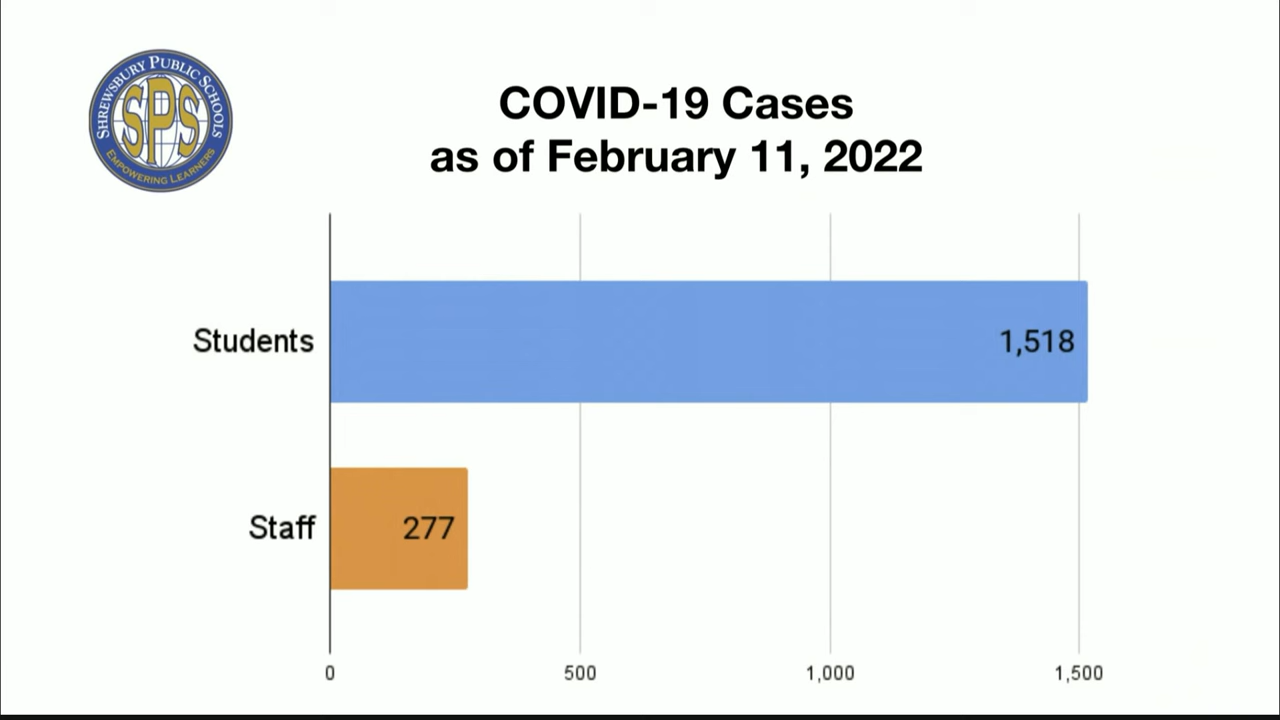 SHREWSBURY PUBLIC SCHOOLS
SPS
EMPOWERING LEARNERS
COVID-19 Cases
as of February 11, 2022
Students
1,518
Staff
277
0 500 1,000 1,500